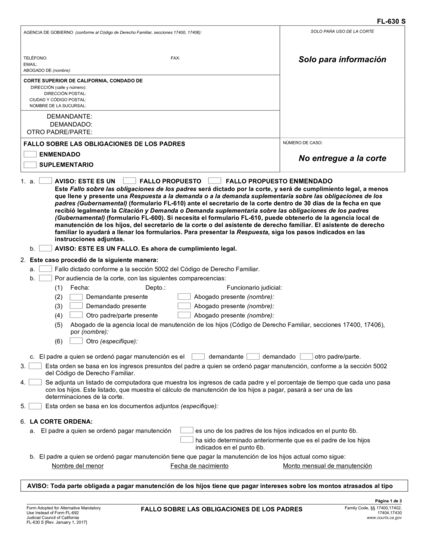 FL-630 S
AGENCIA DE GOBIERNO (conforme al Código de Derecho Familiar, secciones 17400, 17406):
SOLO PARA USO DE LA CORTE
TELÉFONO: FAX:
EMAIL:
ABOGADO DE (nombre):
Solo para información
CORTE SUPERIOR DE CALIFORNIA, CONDADO DE
DIRECCIÓN (calle y número):
DIRECCIÓN POSTAL:
CIUDAD Y CÓDIGO POSTAL:
NOMBRE DE LA SUCURSAL:
DEMANDANTE:
DEMANDADO:
OTRO PADRE/PARTE:
FALLO SOBRE LAS OBLIGACIONES DE LOS PADRES
ENMENDADO
SUPLEMENTARIO
NÚMERO DE CASO:
No entregue a la corte
1. a. AVISO: ESTE ES UN FALLO PROPUESTO FALLO PROPUESTO ENMENDADO
Este Fallo sobre las obligaciones de los padres será dictado por la corte, y será de cumplimiento legal, a menos
que llene y presente una Respuesta a la demanda o a la demanda suplementaria sobre las obligaciones de los
padres (Gubernamental) (formulario FL-610) ante el secretario de la corte dentro de 30 días de la fecha en que
recibió legalmente la Citación y Demanda o Demanda suplementaria sobre las obligaciones de los padres
(Gubernamental) (formulario FL-600). Si necesita el formulario FL-610, puede obtenerlo de la agencia local de
manutención de los hijos, del secretario de la corte o del asistente de derecho familiar. El asistente de derecho
familiar lo ayudará a llenar los formularios. Para presentar la Respuesta, siga los pasos indicados en las
instrucciones adjuntas.
b. AVISO: ESTE ES UN FALLO. Es ahora de cumplimiento legal.
2. Este caso procedió de la siguiente manera:
a. Fallo dictado conforme a la sección 5002 del Código de Derecho Familiar.
b. Por audiencia de la corte, con las siguientes comparecencias:
(1) Fecha: Depto.: Funcionario judicial:
(2) Demandante presente Abogado presente (nombre):
(3) Demandado presente Abogado presente (nombre):
(4) Otro padre/parte presente Abogado presente (nombre):
(5) Abogado de la agencia local de manutención de los hijos (Código de Derecho Familiar, secciones 17400, 17406),
por (nombre):
(6) Otro (especifique):
c. El padre a quien se ordenó pagar manutención es el demandante demandado otro padre/parte.
3. Esta orden se basa en los ingresos presuntos del padre a quien se ordenó pagar manutención, conforme a la sección 5002
del Código de Derecho Familiar.
4. Se adjunta un listado de computadora que muestra los ingresos de cada padre y el porcentaje de tiempo que cada uno pasa
con los hijos. Este listado, que muestra el cálculo de manutención de los hijos a pagar, pasará a ser una de las
determinaciones de la corte.
5. Esta orden se basa en los documentos adjuntos (especifique):
6. LA CORTE ORDENA:
a. El padre a quien se ordenó pagar manutención es uno de los padres de los hijos indicados en el punto 6b.
ha sido determinado anteriormente que es el padre de los hijos
indicados en el punto 6b.
b. El padre a quien se ordenó pagar manutención tiene que pagar la manutención de los hijos actual como sigue:
Nombre del menor Fecha de nacimiento Monto mensual de manutención
AVISO: Toda parte obligada a pagar manutención de los hijos tiene que pagar intereses sobre los montos atrasados al tipo
Página 1 de 3
Form Adopted for Alternative Mandatory
Use Instead of Form FL-692
Judicial Council of California
FL-630 S [Rev. January 1, 2017]
FALLO SOBRE LAS OBLIGACIONES DE LOS PADRES
Family Code, §§ 17400,17402,
17404,17430
www.courts.ca.gov